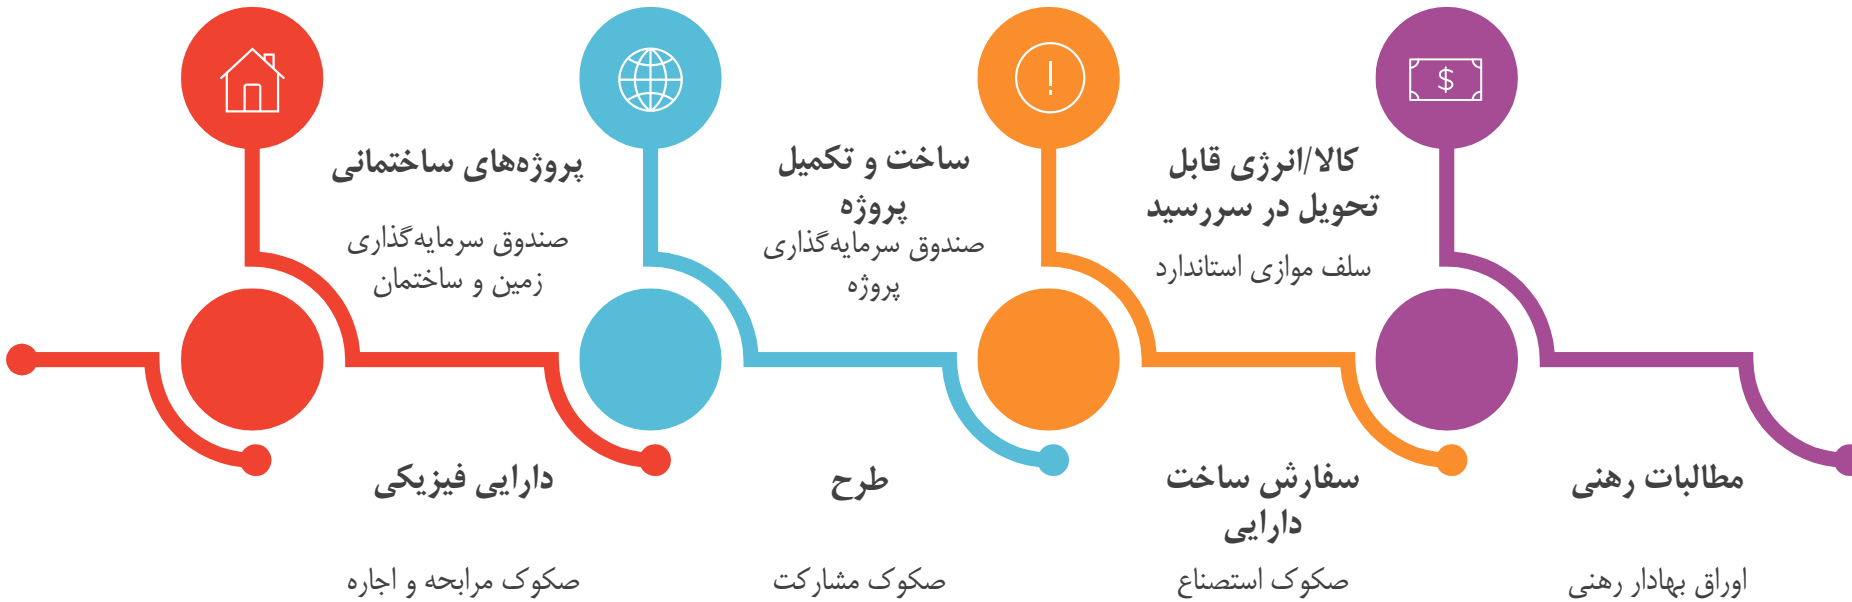 پروژه‌های ساختمانی
صندوق سرمایه‌گذاری
زمین و ساختمان
ساخت و تکمیل
پروژه
صندوق سرمایه‌گذاری
پروژه
کالا/انرژی قابل
تحویل در سررسید
سلف موازی استاندارد
$
دارایی فیزیکی
صکوک مرابحه و اجاره
طرح
صکوک مشارکت
سفارش ساخت
دارایی
صکوک استصناع
مطالبات رهنی
اوراق بهادار رهنی